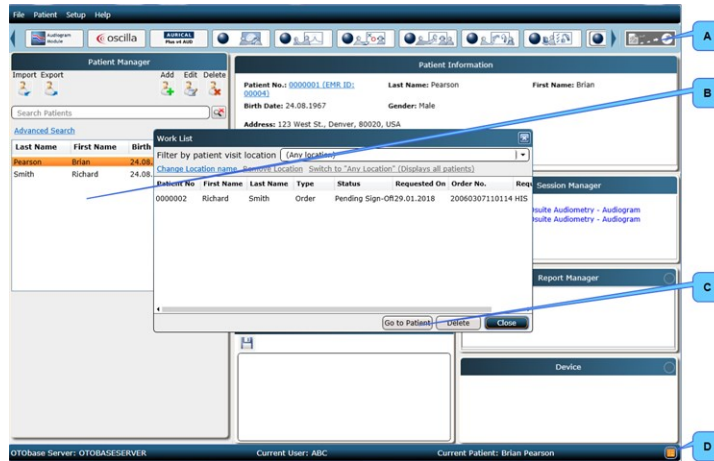 File Patient Setup Help
Audiogram Module
oscilla
AURICAL Plus v4 AUD
A
Patient Manager
Import Export Add Edit Delete
Search Patients
Advanced Search
Last Name First Name Birth
Pearson Brian 24.08.
Smith Richard 24.08.
Patient Information
Patient No.: 0000001 (EMR ID: 00004) Last Name: Pearson First Name: Brian
Birth Date: 24.08.1967 Gender: Male
Address: 123 West St., Denver, 80020, USA
B
Work List
Filter by patient visit location (Any location)
Change Location name Remove Location Switch to "Any Location" (Displays all patients)
Patient No First Name Last Name Type Status Requested On Order No. Requ
0000002 Richard Smith Order Pending Sign-Off 29.01.2018 20060307110114 HIS
Go to Patient Delete Close
Session Manager
suite Audiometry - Audiogram
suite Audiometry - Audiogram
Report Manager
C
Device
OTObase Server: OTOBASESERVER Current User: ABC Current Patient: Brian Pearson
D